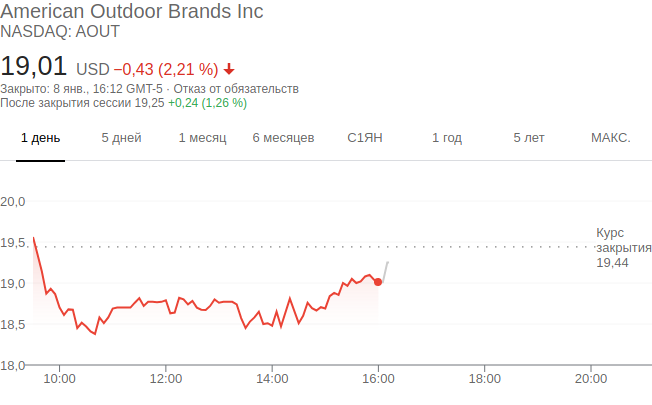 American Outdoor Brands Inc
NASDAQ: AOUT
19,01 USD −0,43 (2,21 %)
Закрыто: 8 янв., 16:12 GMT-5 · Отказ от обязательств
После закрытия сессии 19,25 +0,24 (1,26 %)
1 день 5 дней 1 месяц 6 месяцев С1ЯН 1 год 5 лет МАКС.
20,0
19,5
19,0
18,5
18,0
Курс
закрытия
19,44
10:00 12:00 14:00 16:00 18:00 20:00